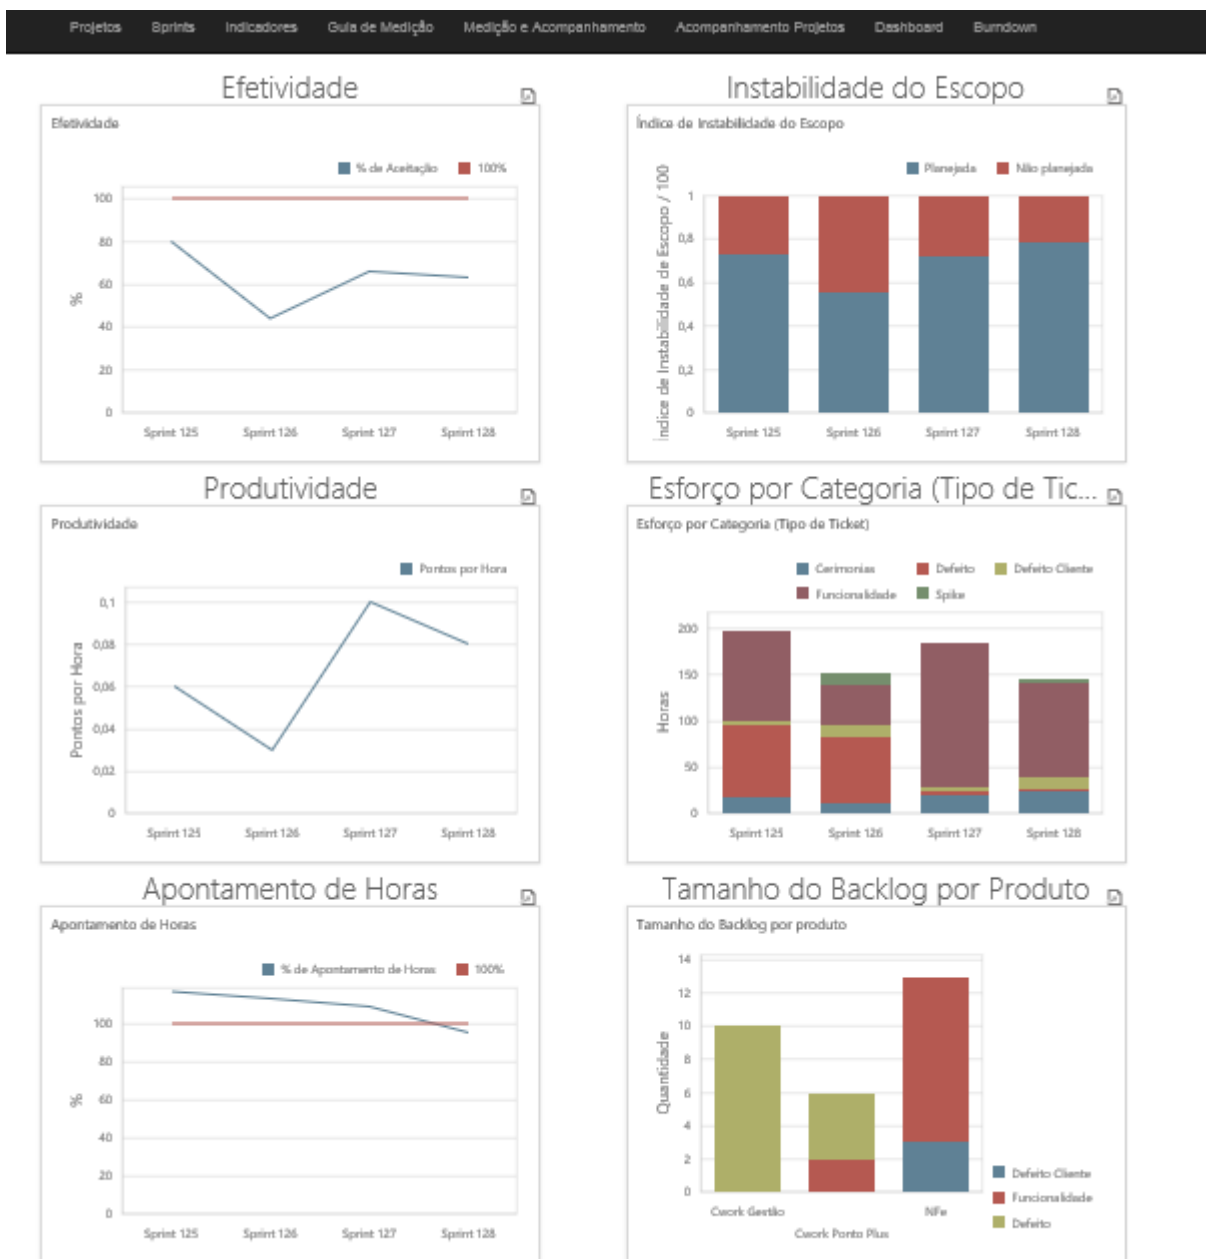 Projetos Sprints Indicadores Guia de Medição Medição e Acompanhamento Acompanhamento Projetos Dashboard Burndown
Efetividade
Efetividade
% de Aceitação 100%
100
80
60
40
20
0
%
Sprint 125 Sprint 126 Sprint 127 Sprint 128
Instabilidade do Escopo
Índice de Instabilidade do Escopo
Planejada Não planejada
Índice de Instabilidade de Escopo / 100
1
0,8
0,6
0,4
0,2
0
Sprint 125 Sprint 126 Sprint 127 Sprint 128
Produtividade
Produtividade
Pontos por Hora
Pontos por Hora
0,1
0,08
0,06
0,04
0,02
0
Sprint 125 Sprint 126 Sprint 127 Sprint 128
Esforço por Categoria (Tipo de Tic...
Esforço por Categoria (Tipo de Ticket)
Cerimonias Defeito Defeito Cliente
Funcionalidade Spike
Horas
200
150
100
50
0
Sprint 125 Sprint 126 Sprint 127 Sprint 128
Apontamento de Horas
Apontamento de Horas
% de Apontamento de Horas 100%
100
80
60
40
20
0
%
Sprint 125 Sprint 126 Sprint 127 Sprint 128
Tamanho do Backlog por Produto
Tamanho do Backlog por produto
Quantidade
14
12
10
8
6
4
2
0
Cwork Gestão NFe
Cwork Ponto Plus
Defeito Cliente
Funcionalidade
Defeito